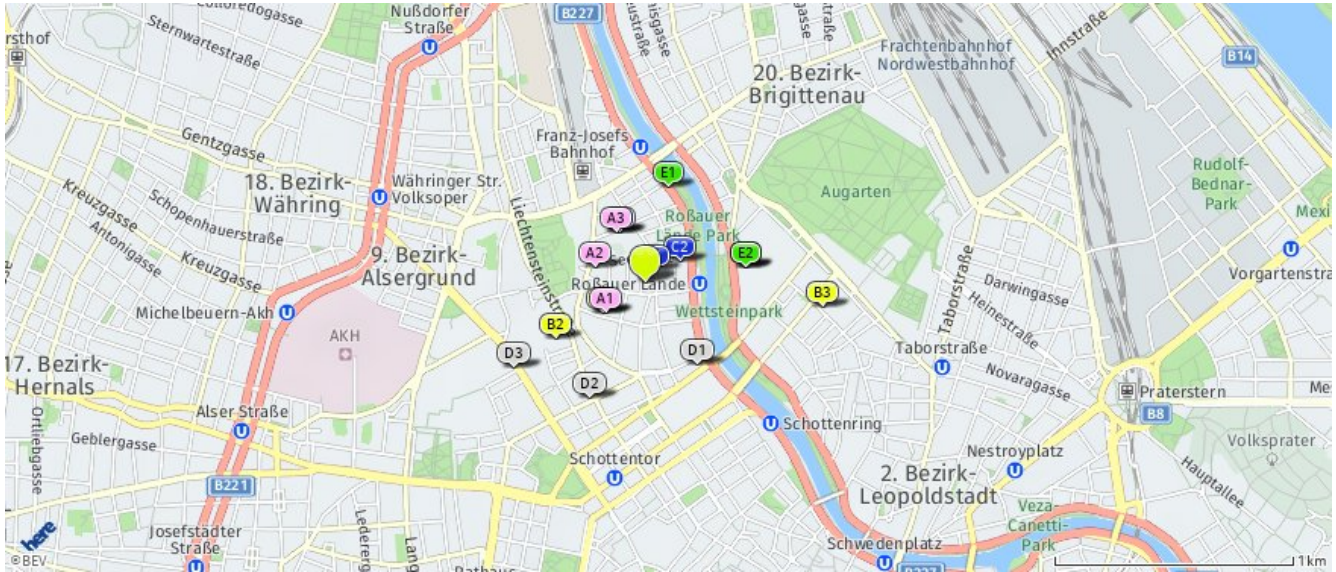 Nußdorfer
Straße
B227
Sternwartestraße
Frachtenbahnhof
Nordwestbahnhof
Innstraße
B14
20. Bezirk-
Brigittenau
Gentzgasse
Franz-Josefs
Bahnhof
18. Bezirk-
Währing
Währinger Str.
Volksoper
Kreuzgasse
Schopenhauerstraße
Antonigasse
Kreuzgasse
E1
Augarten
Rudolf-
Bednar-
Park
A3
Roßauer
Lände Park
A2
C2
E2
9. Bezirk-
Alsergrund
Liechtensteinstr
Roßauer Lände
Vorgartenstra
Michelbeuern-Akh
A1
B3
Wettsteinpark
Darwingasse
Heinestraße
Taborstraße
B2
AKH
D3
D1
Taborstraße
17. Bezirk-
Hernals
D2
Novaragasse
Praterstern
B8
Alser Straße
Geblergasse
Ortliebgasse
Schottenring
Schottentor
Nestroyplatz
Volksprater
Hauptallee
B221
2. Bezirk-
Leopoldstadt
Veza-
Canetti-
Park
Josefstädter
Straße
Schwedenplatz
B227
here
©BEV
1km